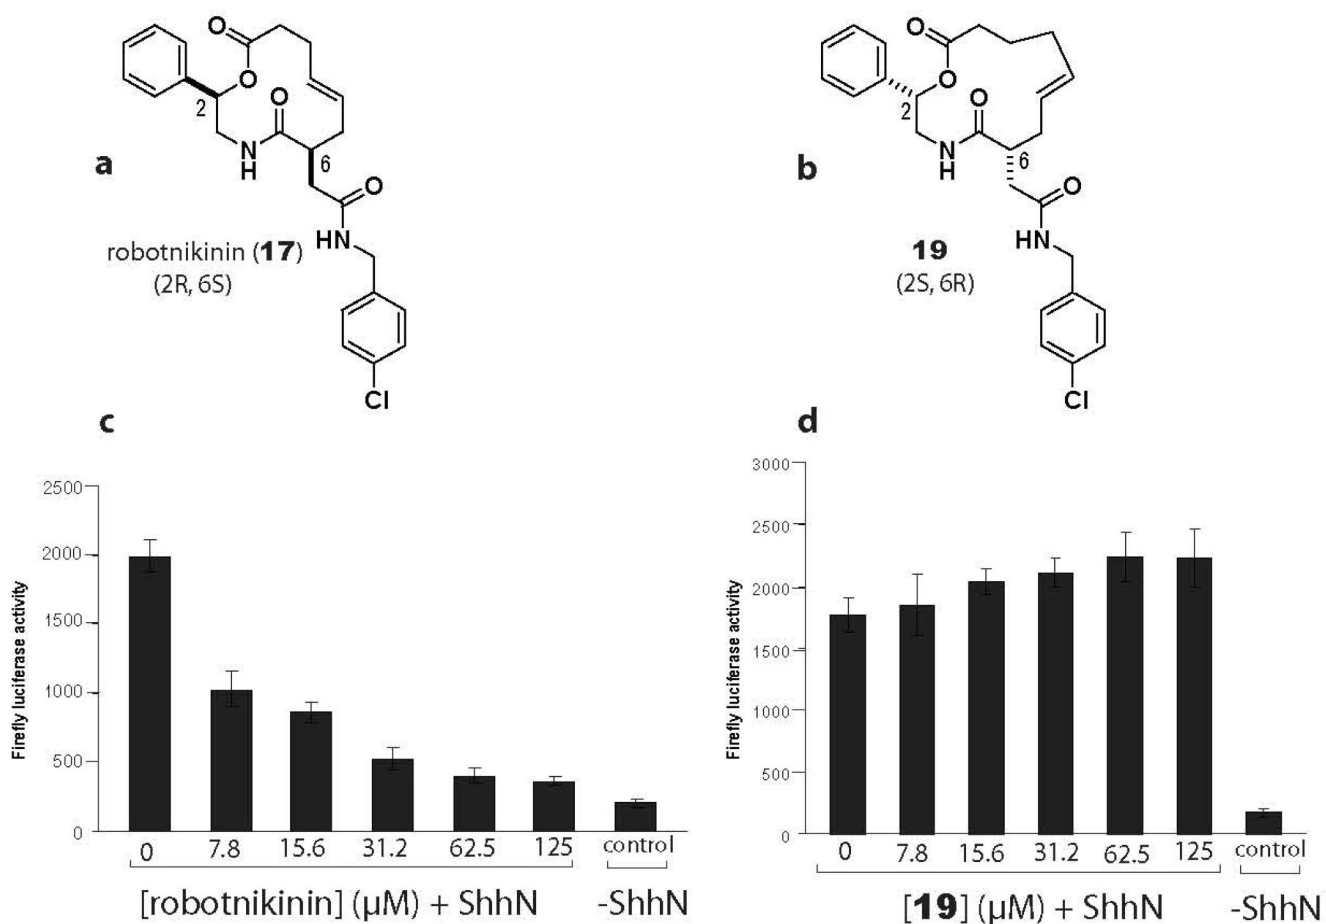 O
O
O
2
N
H
6
O
HN
Cl
a
robotnikinin (17)
(2R, 6S)
O
O
O
2
N
H
6
O
HN
Cl
b
19
(2S, 6R)
c
Firefly luciferase activity
2500
2000
1500
1000
500
0
0 7.8 15.6 31.2 62.5 125 control
[robotnikinin] (µM) + ShhN -ShhN
d
Firefly luciferase activity
3000
2500
2000
1500
1000
500
0
0 7.8 15.6 31.2 62.5 125 control
[19] (µM) + ShhN -ShhN